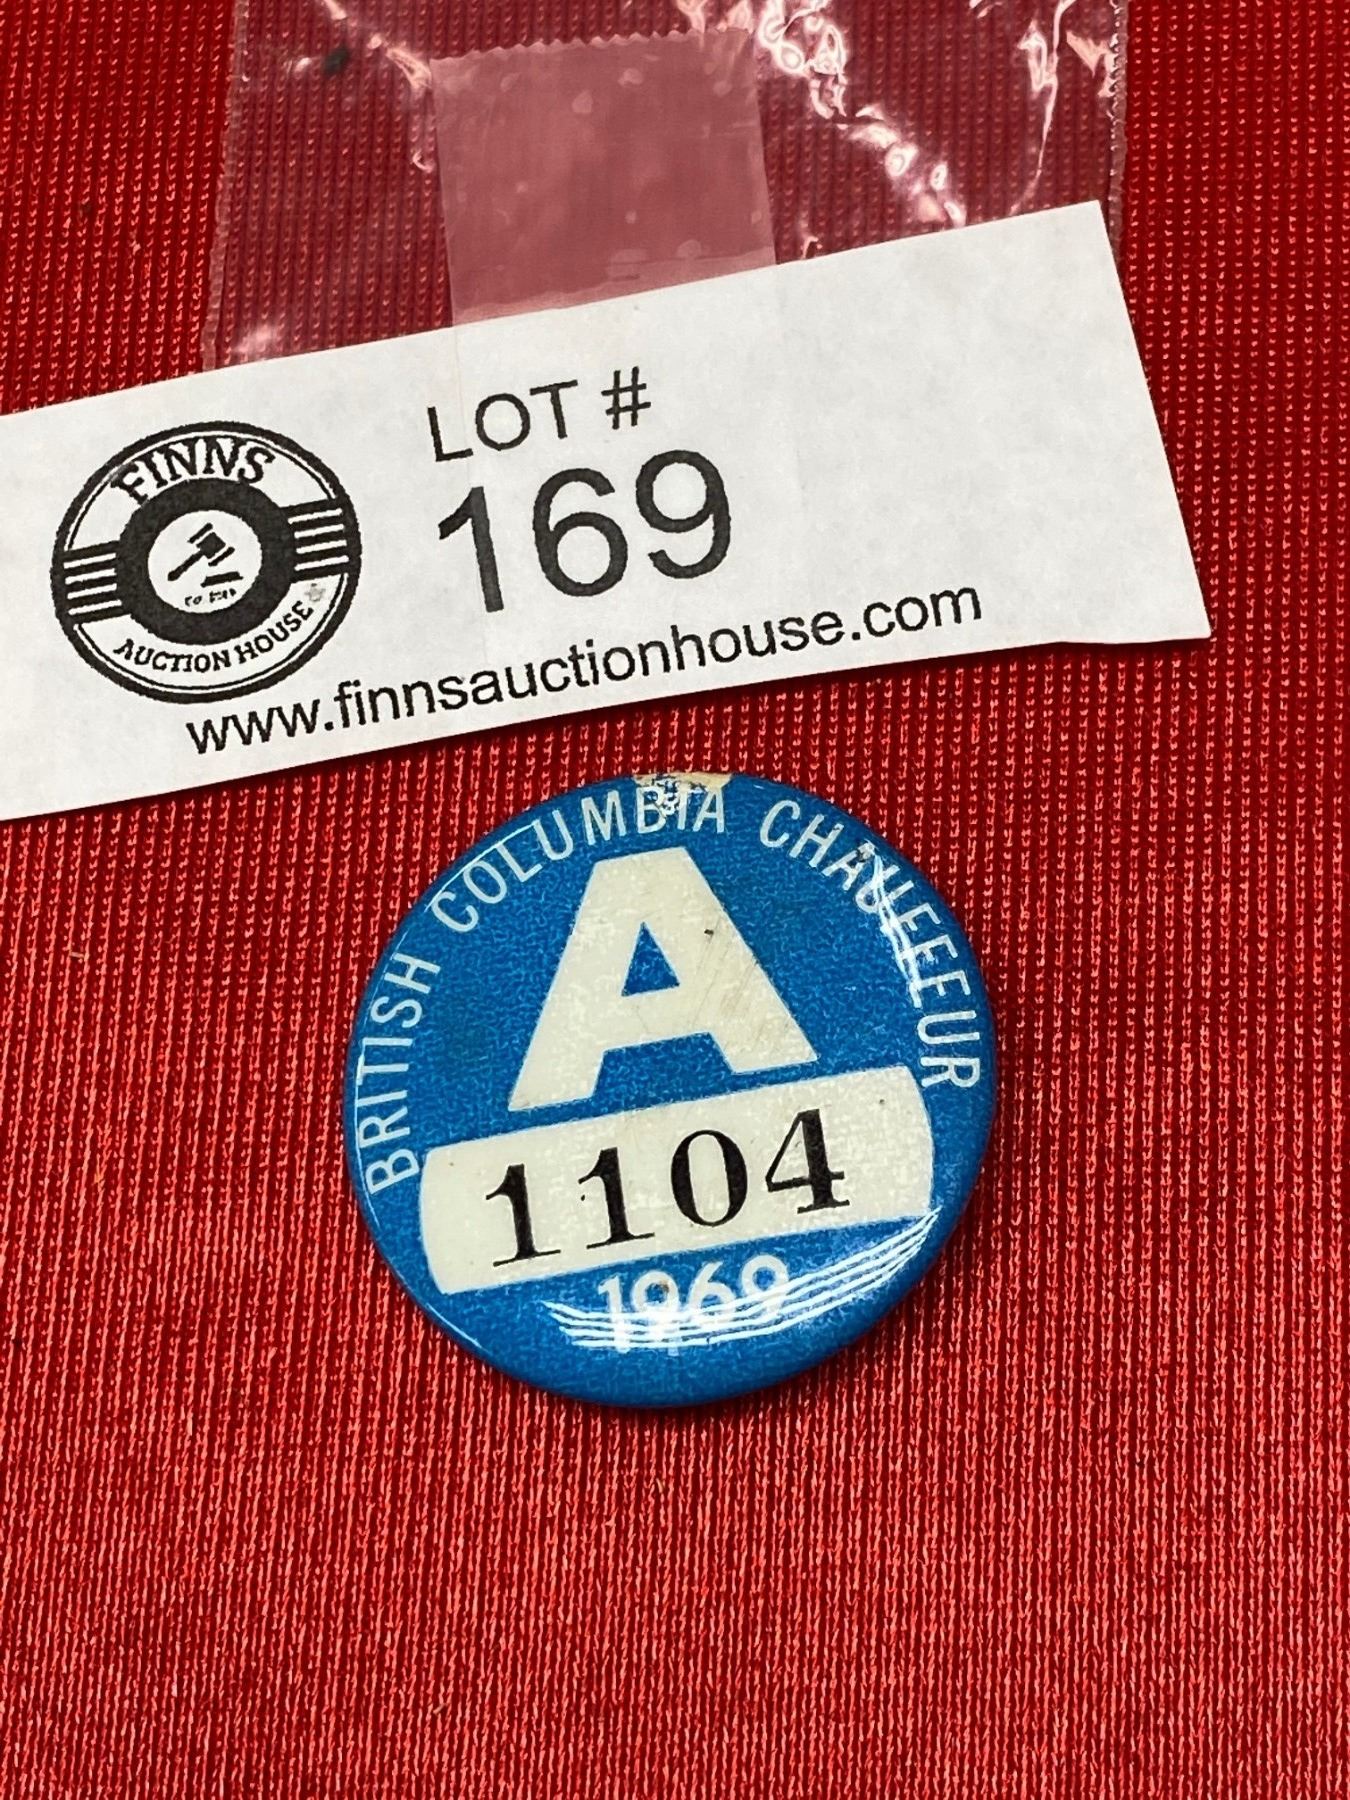 LOT #
169
FINNS
AUCTION HOUSE
www.finnsauctionhouse.com
BRITISH COLUMBIA CHAUFFEUR
A
1104
1969